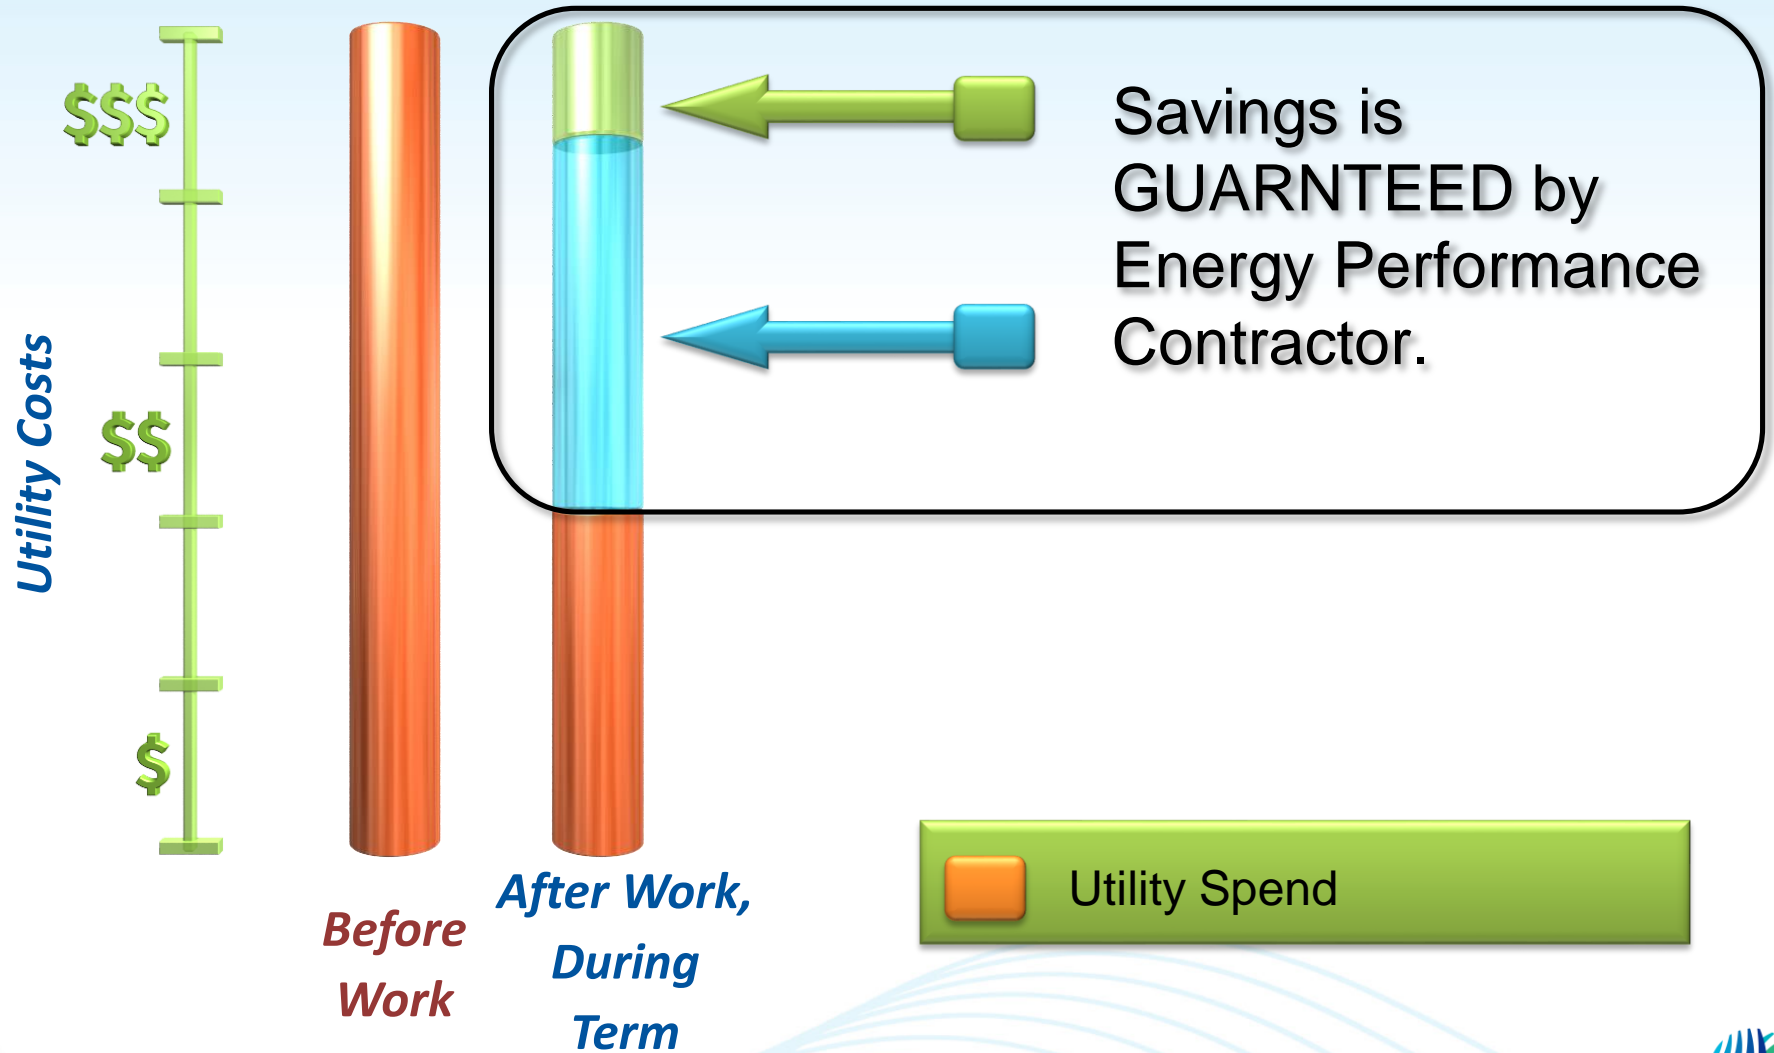 $$$
$$
$
Utility Costs
Savings is
GUARNTEED by
Energy Performance
Contractor.
Before
Work
After Work,
During
Term
Utility Spend